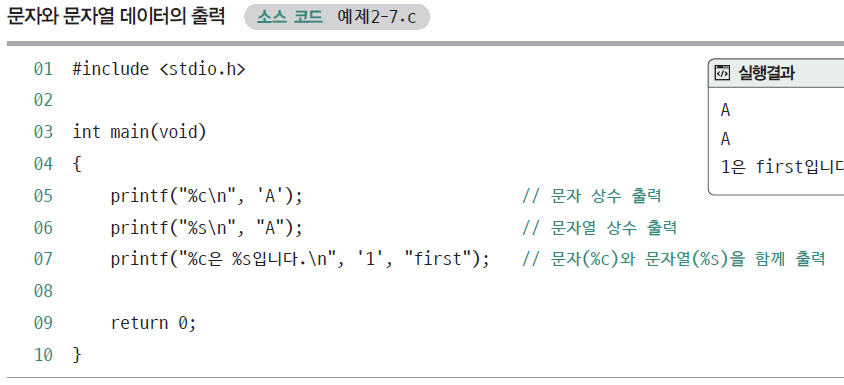 문자와 문자열 데이터의 출력 소스 코드 예제2-7.c
01 #include <stdio.h>
02
03 int main(void)
04 {
05 printf("%c\n", 'A'); // 문자 상수 출력
06 printf("%s\n", "A"); // 문자열 상수 출력
07 printf("%c은 %s입니다.\n", '1', "first"); // 문자(%c)와 문자열(%s)을 함께 출력
08
09 return 0;
10 }
실행결과
A
A
1은 first입니다